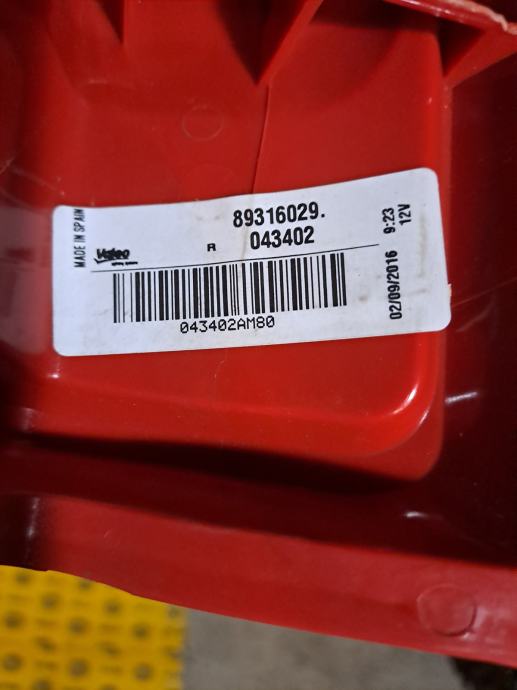 MADE IN SPAIN
Valeo
89316029.
R 043402
043402AM80
9:23
12V
02/09/2016